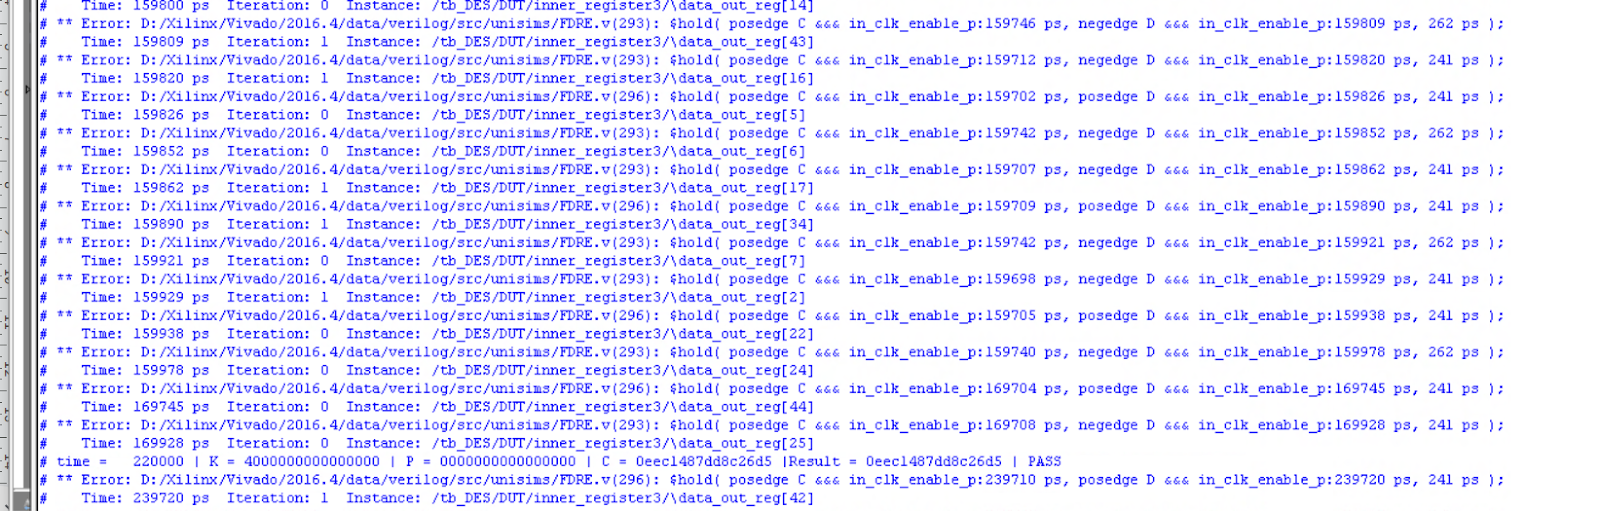 #    Time: 159800 ps  Iteration: 0  Instance: /tb_DES/DUT/inner_register3/\data_out_reg[14]
# ** Error: D:/Xilinx/Vivado/2016.4/data/verilog/src/unisims/FDRE.v(293): $hold( posedge C &&& in_clk_enable_p:159746 ps, negedge D &&& in_clk_enable_p:159809 ps, 262 ps );
#    Time: 159809 ps  Iteration: 1  Instance: /tb_DES/DUT/inner_register3/\data_out_reg[43]
# ** Error: D:/Xilinx/Vivado/2016.4/data/verilog/src/unisims/FDRE.v(293): $hold( posedge C &&& in_clk_enable_p:159712 ps, negedge D &&& in_clk_enable_p:159820 ps, 241 ps );
#    Time: 159820 ps  Iteration: 1  Instance: /tb_DES/DUT/inner_register3/\data_out_reg[16]
# ** Error: D:/Xilinx/Vivado/2016.4/data/verilog/src/unisims/FDRE.v(296): $hold( posedge C &&& in_clk_enable_p:159702 ps, posedge D &&& in_clk_enable_p:159826 ps, 241 ps );
#    Time: 159826 ps  Iteration: 0  Instance: /tb_DES/DUT/inner_register3/\data_out_reg[5]
# ** Error: D:/Xilinx/Vivado/2016.4/data/verilog/src/unisims/FDRE.v(293): $hold( posedge C &&& in_clk_enable_p:159742 ps, negedge D &&& in_clk_enable_p:159852 ps, 262 ps );
#    Time: 159852 ps  Iteration: 0  Instance: /tb_DES/DUT/inner_register3/\data_out_reg[6]
# ** Error: D:/Xilinx/Vivado/2016.4/data/verilog/src/unisims/FDRE.v(293): $hold( posedge C &&& in_clk_enable_p:159707 ps, negedge D &&& in_clk_enable_p:159862 ps, 241 ps );
#    Time: 159862 ps  Iteration: 1  Instance: /tb_DES/DUT/inner_register3/\data_out_reg[17]
# ** Error: D:/Xilinx/Vivado/2016.4/data/verilog/src/unisims/FDRE.v(296): $hold( posedge C &&& in_clk_enable_p:159709 ps, posedge D &&& in_clk_enable_p:159890 ps, 241 ps );
#    Time: 159890 ps  Iteration: 1  Instance: /tb_DES/DUT/inner_register3/\data_out_reg[34]
# ** Error: D:/Xilinx/Vivado/2016.4/data/verilog/src/unisims/FDRE.v(293): $hold( posedge C &&& in_clk_enable_p:159742 ps, negedge D &&& in_clk_enable_p:159921 ps, 262 ps );
#    Time: 159921 ps  Iteration: 0  Instance: /tb_DES/DUT/inner_register3/\data_out_reg[7]
# ** Error: D:/Xilinx/Vivado/2016.4/data/verilog/src/unisims/FDRE.v(293): $hold( posedge C &&& in_clk_enable_p:159698 ps, negedge D &&& in_clk_enable_p:159929 ps, 241 ps );
#    Time: 159929 ps  Iteration: 1  Instance: /tb_DES/DUT/inner_register3/\data_out_reg[2]
# ** Error: D:/Xilinx/Vivado/2016.4/data/verilog/src/unisims/FDRE.v(296): $hold( posedge C &&& in_clk_enable_p:159705 ps, posedge D &&& in_clk_enable_p:159938 ps, 241 ps );
#    Time: 159938 ps  Iteration: 0  Instance: /tb_DES/DUT/inner_register3/\data_out_reg[22]
# ** Error: D:/Xilinx/Vivado/2016.4/data/verilog/src/unisims/FDRE.v(293): $hold( posedge C &&& in_clk_enable_p:159740 ps, negedge D &&& in_clk_enable_p:159978 ps, 262 ps );
#    Time: 159978 ps  Iteration: 0  Instance: /tb_DES/DUT/inner_register3/\data_out_reg[24]
# ** Error: D:/Xilinx/Vivado/2016.4/data/verilog/src/unisims/FDRE.v(296): $hold( posedge C &&& in_clk_enable_p:169704 ps, posedge D &&& in_clk_enable_p:169745 ps, 241 ps );
#    Time: 169745 ps  Iteration: 0  Instance: /tb_DES/DUT/inner_register3/\data_out_reg[44]
# ** Error: D:/Xilinx/Vivado/2016.4/data/verilog/src/unisims/FDRE.v(293): $hold( posedge C &&& in_clk_enable_p:169708 ps, negedge D &&& in_clk_enable_p:169928 ps, 241 ps );
#    Time: 169928 ps  Iteration: 0  Instance: /tb_DES/DUT/inner_register3/\data_out_reg[25]
# time =   220000 | K = 4000000000000000 | P = 0000000000000000 | C = 0eec1487dd8c26d5 |Result = 0eec1487dd8c26d5 | PASS
# ** Error: D:/Xilinx/Vivado/2016.4/data/verilog/src/unisims/FDRE.v(296): $hold( posedge C &&& in_clk_enable_p:239710 ps, posedge D &&& in_clk_enable_p:239720 ps, 241 ps );
#    Time: 239720 ps  Iteration: 1  Instance: /tb_DES/DUT/inner_register3/\data_out_reg[42]